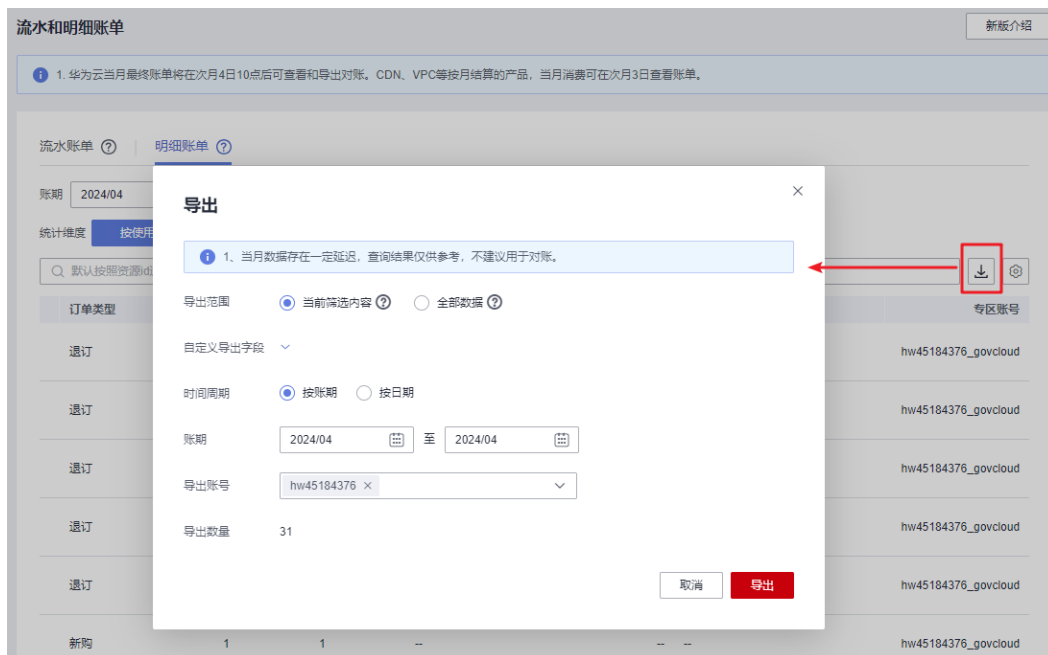 流水和明细账单
新版介绍
1. 华为云当月最终账单将在次月4日10点后可查看和导出对账。CDN、VPC等按月结算的产品，当月消费可在次月3日查看账单。
流水账单
明细账单
账期 2024/04
统计维度 按使用
默认按照资源id
订单类型
专区账号
退订
hw45184376_govcloud
退订
hw45184376_govcloud
退订
hw45184376_govcloud
退订
hw45184376_govcloud
退订
hw45184376_govcloud
新购 1 1 -- -- --
hw45184376_govcloud
导出
1、当月数据存在一定延迟，查询结果仅供参考，不建议用于对账。
导出范围 当前筛选内容 全部数据
自定义导出字段
时间周期 按账期 按日期
账期 2024/04 至 2024/04
导出账号 hw45184376
导出数量 31
取消 导出